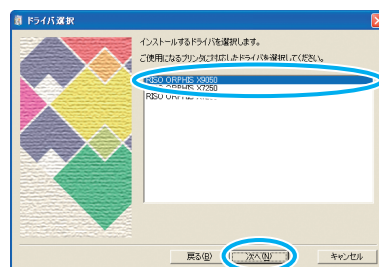 ドライバ選択
インストールするドライバを選択します。
ご使用になるプリンタに対応したドライバを選択してください。
RISO ORPHIS X9050
RISO ORPHIS X7250
RISO ORPHIS
戻る(B)
次へ(N)
キャンセル